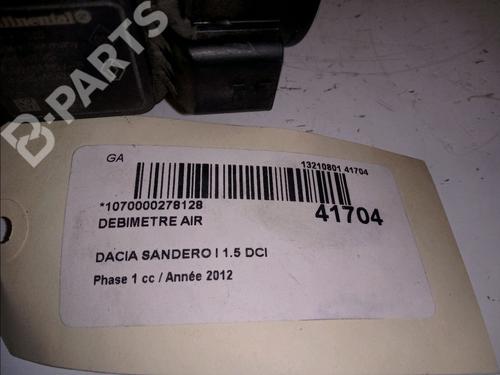 Continental
B-PARTS
GA
13210801 41704
*1070000278128
41704
DEBIMETRE AIR
DACIA SANDERO I 1.5 DCI
Phase 1 cc / Année 2012